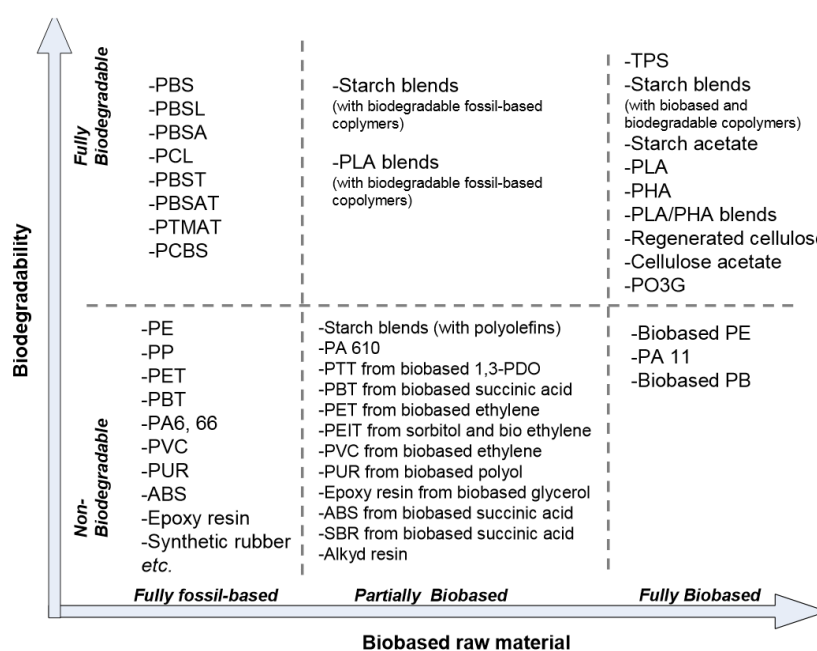 Biodegradability
Fully
Biodegradable
-PBS
-PBSL
-PBSA
-PCL
-PBST
-PBSAT
-PTMAT
-PCBS
-Starch blends
(with biodegradable fossil-based
coplymers)
-PLA blends
(with biodegradable fossil-based
copolymers)
-TPS
-Starch blends
(with biobased and
biodegradable copolymers)
-Starch acetate
-PLA
-PHA
-PLA/PHA blends
-Regenerated cellulose
-Cellulose acetate
-PO3G
Non-
Biodegradable
-PE
-PP
-PET
-PBT
-PA6, 66
-PVC
-PUR
-ABS
-Epoxy resin
-Synthetic rubber
etc.
-Starch blends (with polyolefins)
-PA 610
-PTT from biobased 1,3-PDO
-PBT from biobased succinic acid
-PET from biobased ethylene
-PEIT from sorbitol and bio ethylene
-PVC from biobased ethylene
-PUR from biobased polyol
-Epoxy resin from biobased glycerol
-ABS from biobased succinic acid
-SBR from biobased succinic acid
-Alkyd resin
-Biobased PE
-PA 11
-Biobased PB
Fully fossil-based
Partially Biobased
Fully Biobased
Biobased raw material